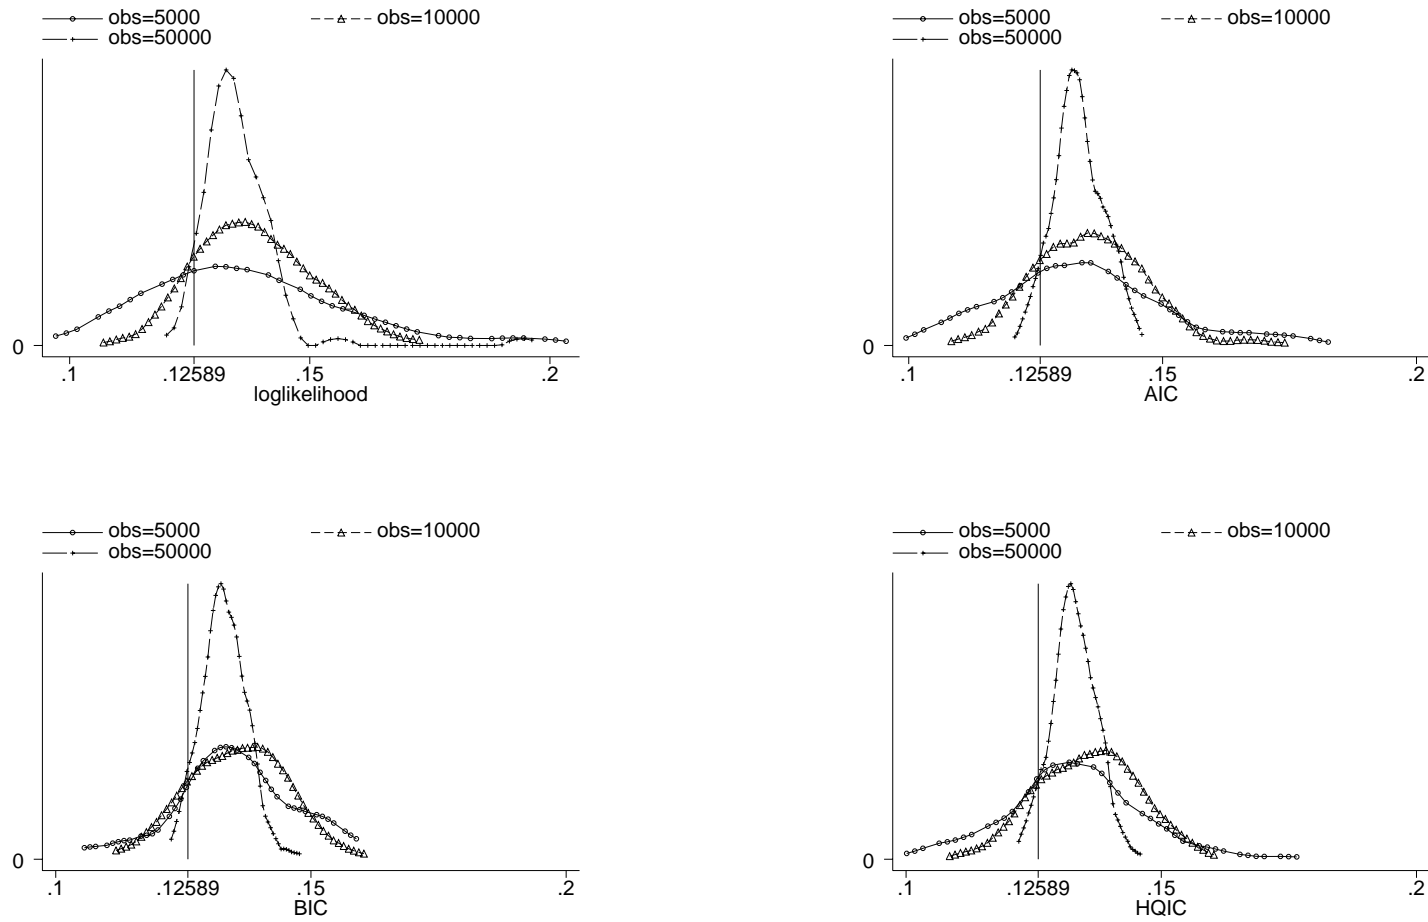 obs=5000 obs=10000
obs=50000
0
.1 .12589 .15 .2
loglikelihood
obs=5000 obs=10000
obs=50000
0
.1 .12589 .15 .2
AIC
obs=5000 obs=10000
obs=50000
0
.1 .12589 .15 .2
BIC
obs=5000 obs=10000
obs=50000
0
.1 .12589 .15 .2
HQIC